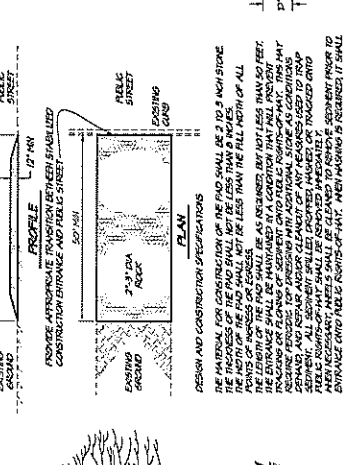 PUBLIC
STREET
EXISTING
GROUND
12" MIN
PROFILE
PROVIDE APPROPRIATE TRANSITION BETWEEN STABILIZED
CONSTRUCTION ENTRANCE AND PUBLIC STREET
50' MIN
EXISTING
GROUND
2"-3" DIA
ROCK
PUBLIC
STREET
EXISTING
CURB
PLAN
DESIGN AND CONSTRUCTION SPECIFICATIONS
THE MATERIAL FOR CONSTRUCTION OF THE PAD SHALL BE 2 TO 3 INCH STONE.
THE THICKNESS OF THE PAD SHALL NOT BE LESS THAN 8 INCHES.
THE WIDTH OF THE PAD SHALL NOT BE LESS THAN THE FULL WIDTH OF ALL
POINTS OF INGRESS OR EGRESS.
THE LENGTH OF THE PAD SHALL BE AS REQUIRED, BUT NOT LESS THAN 50 FEET.
THE ENTRANCE SHALL BE MAINTAINED IN A CONDITION THAT WILL PREVENT
TRACKING OR FLOWING OF SEDIMENT ONTO PUBLIC RIGHTS-OF-WAY. THIS MAY
REQUIRE PERIODIC TOP DRESSING WITH ADDITIONAL STONE AS CONDITIONS
DEMAND, AND REPAIR AND/OR CLEANOUT OF ANY MEASURES USED TO TRAP
SEDIMENT. ALL SEDIMENT SPILLED, DROPPED, WASHED, OR TRACKED ONTO
PUBLIC RIGHTS-OF-WAY SHALL BE REMOVED IMMEDIATELY.
WHEN NECESSARY, WHEELS SHALL BE CLEANED TO REMOVE SEDIMENT PRIOR TO
ENTRANCE ONTO PUBLIC RIGHTS-OF-WAY. WHEN WASHING IS REQUIRED, IT SHALL